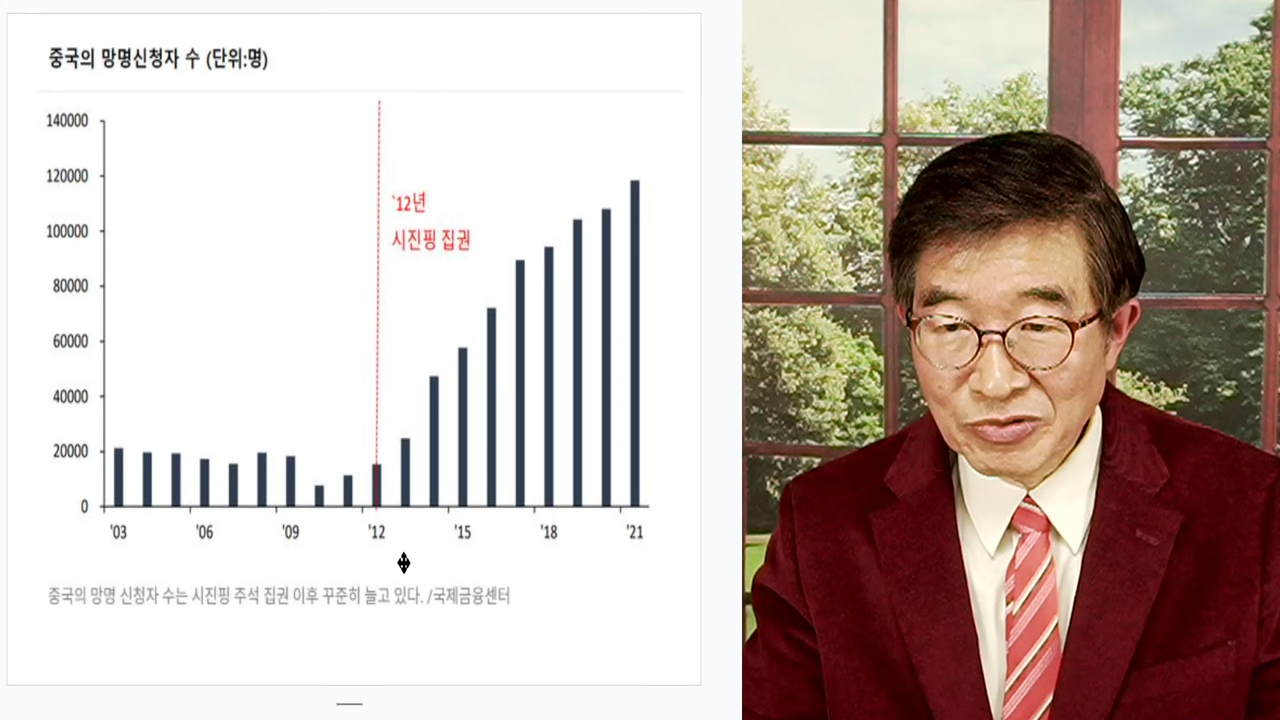 중국의 망명신청자 수 (단위:명)
140000
120000
100000
80000
60000
40000
20000
0
`12년
시진핑 집권
'03 '06 '09 '12 '15 '18 '21
중국의 망명 신청자 수는 시진핑 주석 집권 이후 꾸준히 늘고 있다. /국제금융센터